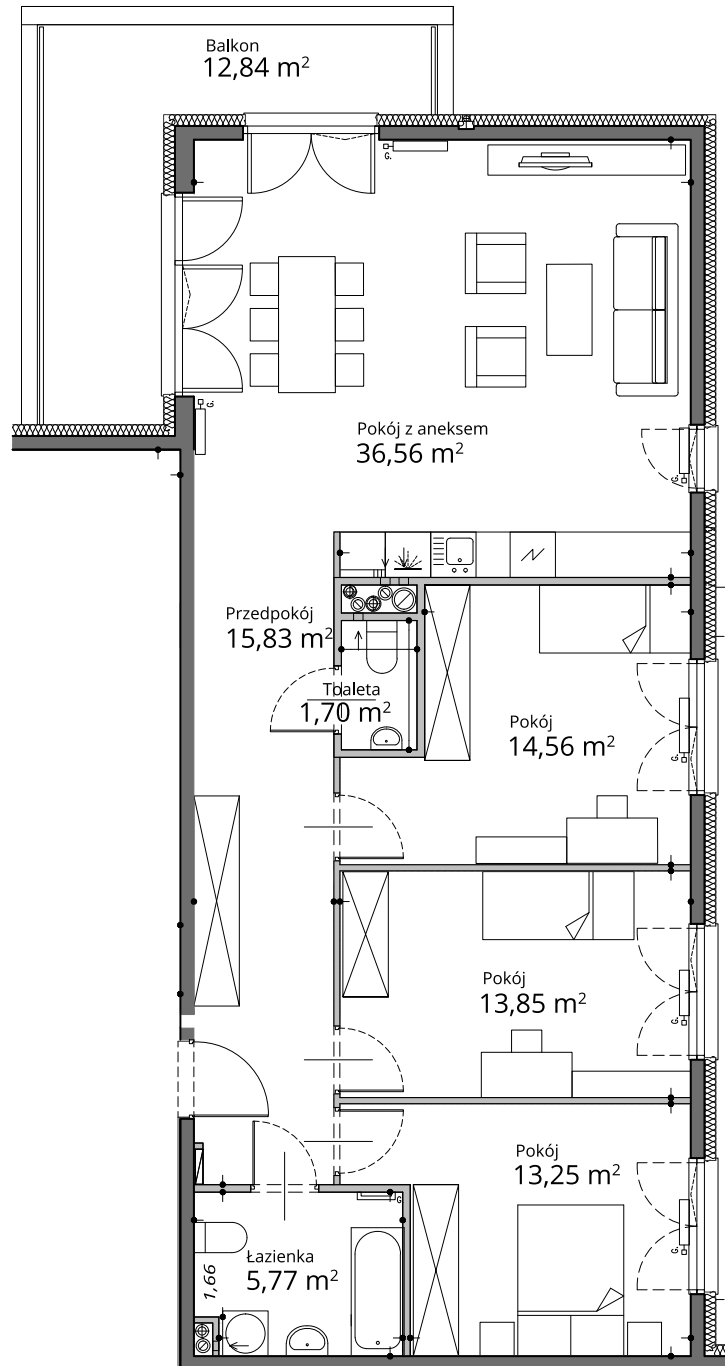 Balkon
12,84 m²
G.
G.
Pokój z aneksem
36,56 m²
G.
Przedpokój
15,83 m²
Toaleta
1,70 m²
Pokój
14,56 m²
G.
Pokój
13,85 m²
G.
Pokój
13,25 m²
G
G.
1,66
Łazienka
5,77 m²